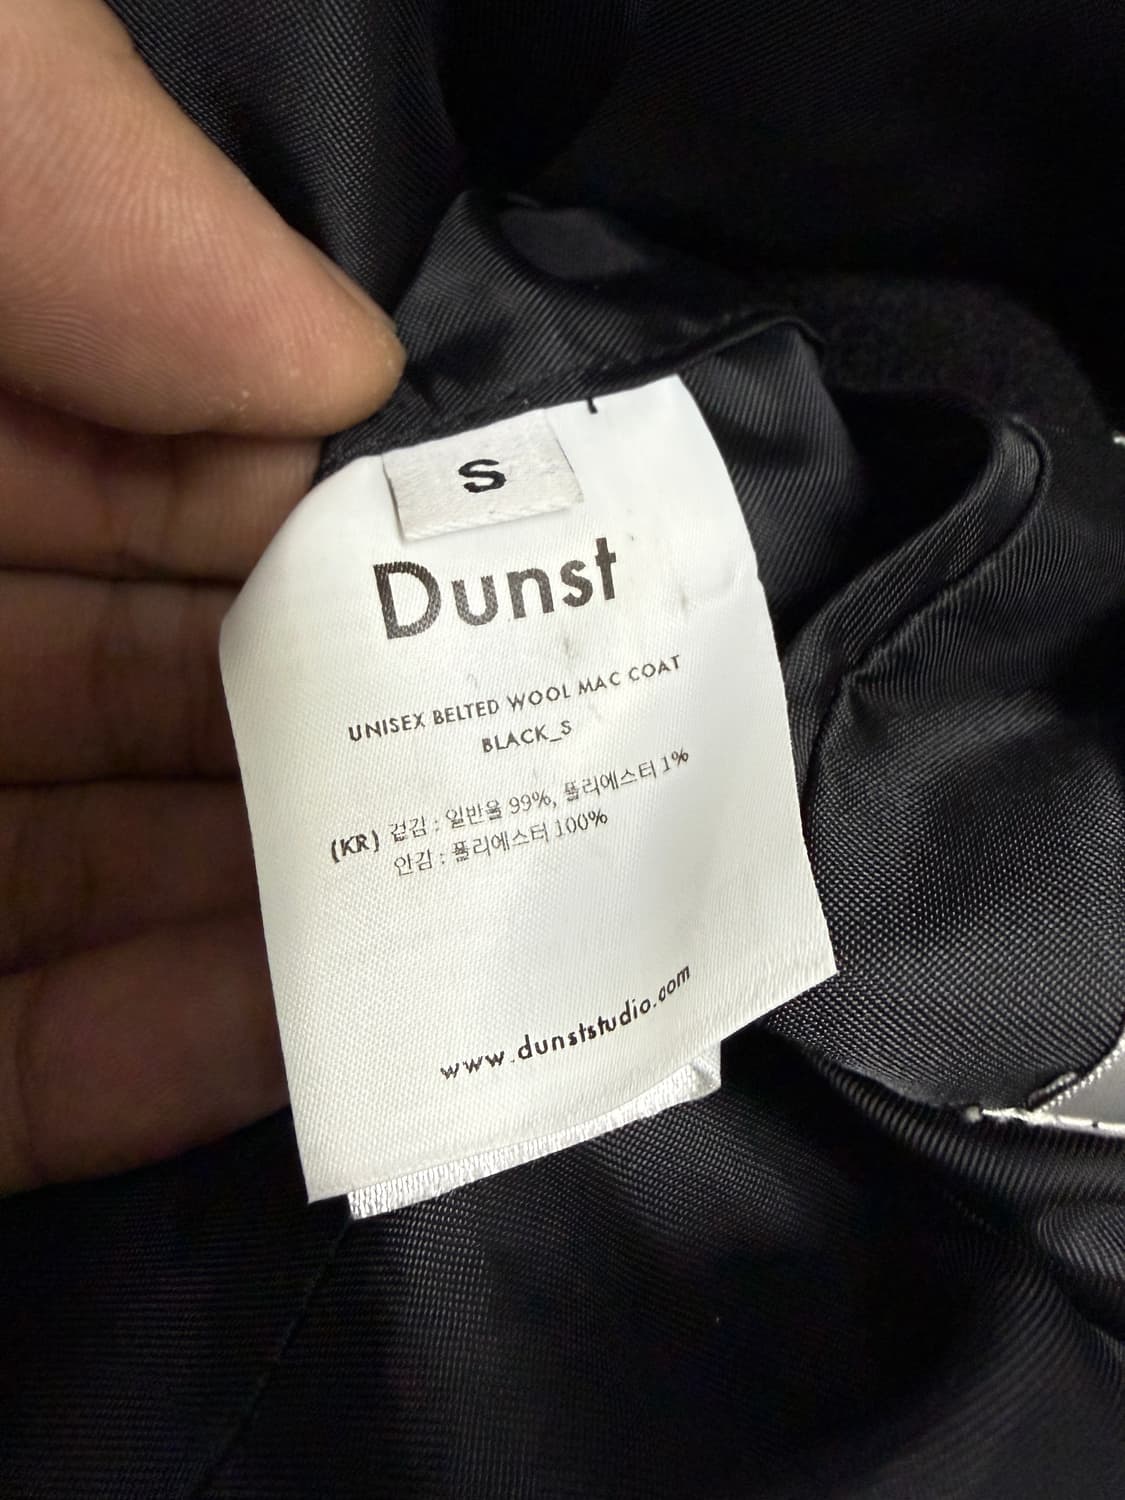 S
Dunst
UNISEX BELTED WOOL MAC COAT
BLACK_S
(KR) 겉감 : 일반울 99%, 폴리에스터 1%
안감 : 폴리에스터 100%
www.dunststudio.com